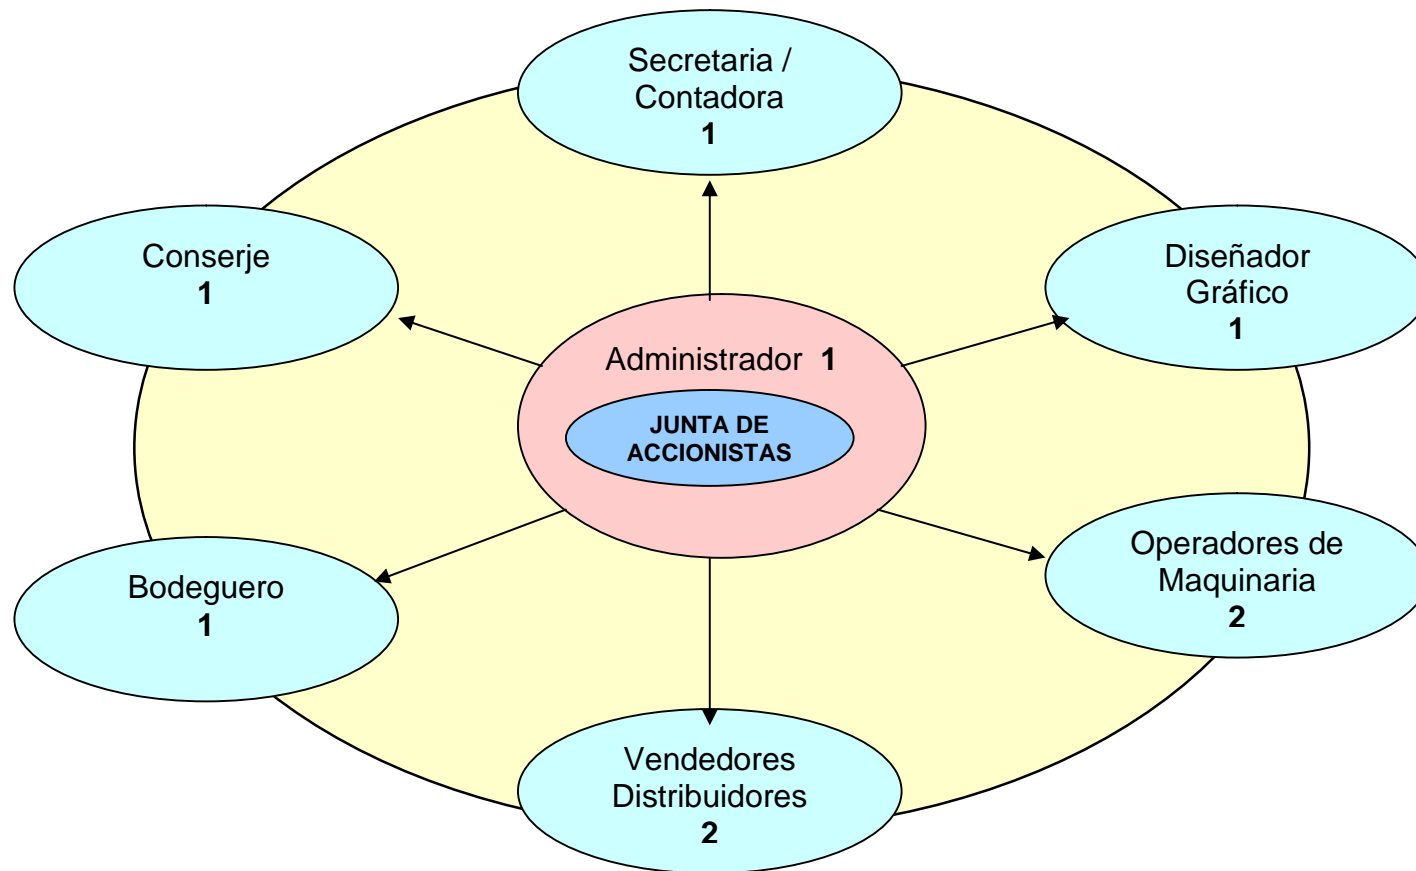 Secretaria /
Contadora
1
Conserje
1
Diseñador
Gráfico
1
Administrador 1
JUNTA DE
ACCIONISTAS
Operadores de
Maquinaria
2
Bodeguero
1
Vendedores
Distribuidores
2